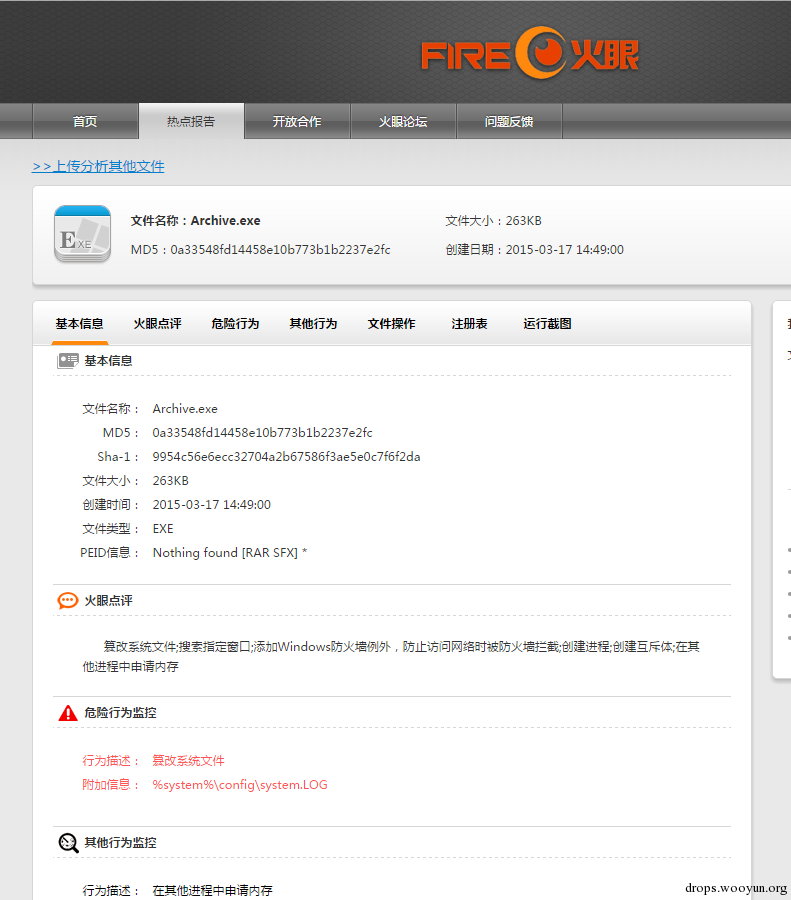 FIRE 火眼
首页 热点报告 开放合作 火眼论坛 问题反馈
>>上传分析其他文件
文件名称：Archive.exe 文件大小：263KB
MD5：0a33548fd14458e10b773b1b2237e2fc 创建日期：2015-03-17 14:49:00
EXE
基本信息 火眼点评 危险行为 其他行为 文件操作 注册表 运行截图
基本信息
文件名称： Archive.exe
MD5： 0a33548fd14458e10b773b1b2237e2fc
Sha-1： 9954c56e6ecc32704a2b67586f3ae5e0c7f6f2da
文件大小： 263KB
创建时间： 2015-03-17 14:49:00
文件类型： EXE
PEID信息： Nothing found [RAR SFX] *
火眼点评
篡改系统文件;搜索指定窗口;添加Windows防火墙例外，防止访问网络时被防火墙拦截;创建进程;创建互斥体;在其
他进程中申请内存
危险行为监控
行为描述： 篡改系统文件
附加信息： %system%\config\system.LOG
其他行为监控
行为描述： 在其他进程中申请内存
drops.wooyun.org